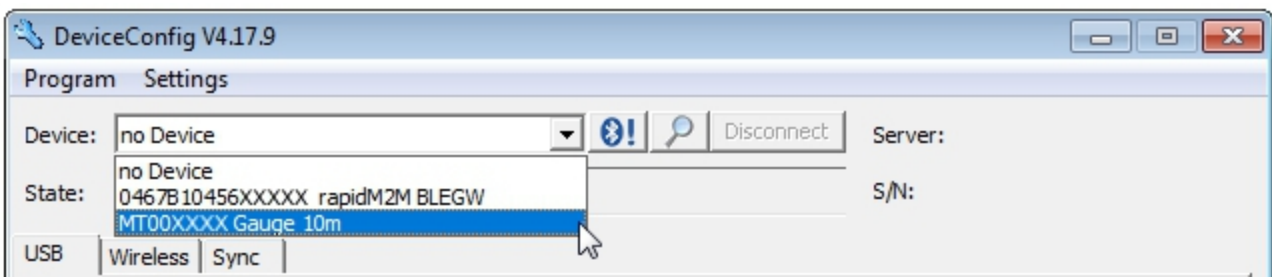 DeviceConfig V4.17.9
Program Settings
Device: no Device Disconnect Server:
no Device
State: 0467B10456XXXXX rapidM2M BLEGW S/N:
MT00XXXX Gauge 10m
USB Wireless Sync